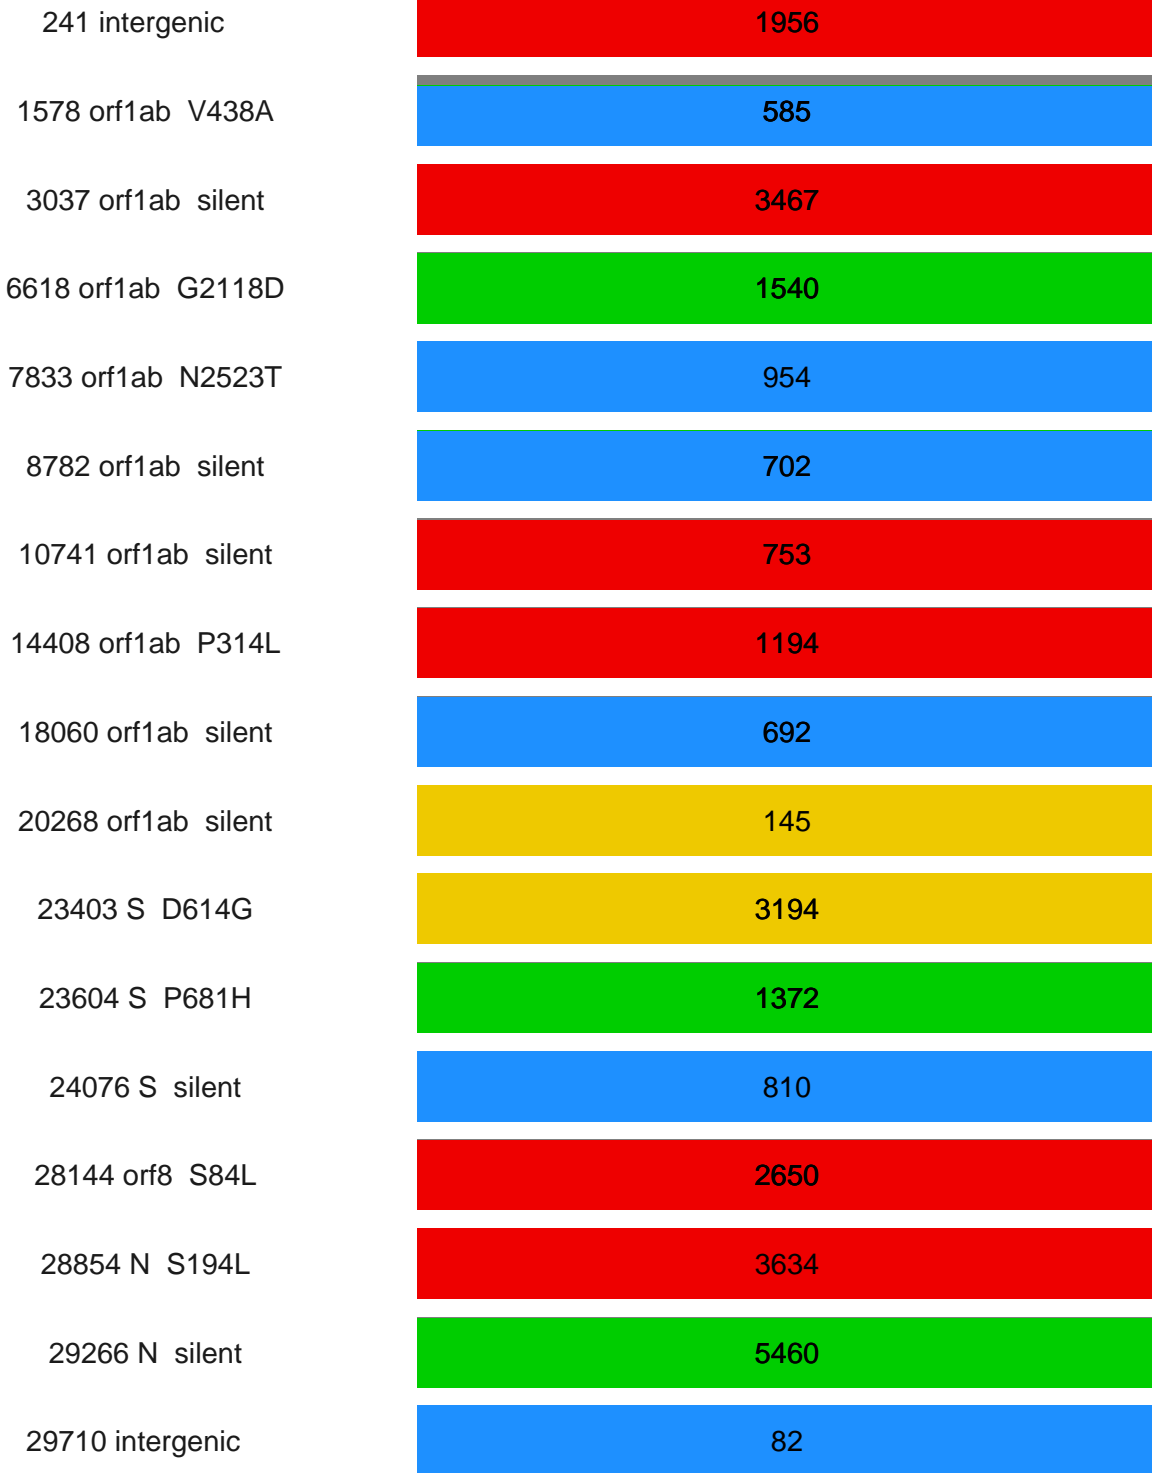 241 intergenic 1956
1578 orf1ab V438A 585
3037 orf1ab silent 3467
6618 orf1ab G2118D 1540
7833 orf1ab N2523T 954
8782 orf1ab silent 702
10741 orf1ab silent 753
14408 orf1ab P314L 1194
18060 orf1ab silent 692
20268 orf1ab silent 145
23403 S D614G 3194
23604 S P681H 1372
24076 S silent 810
28144 orf8 S84L 2650
28854 N S194L 3634
29266 N silent 5460
29710 intergenic 82